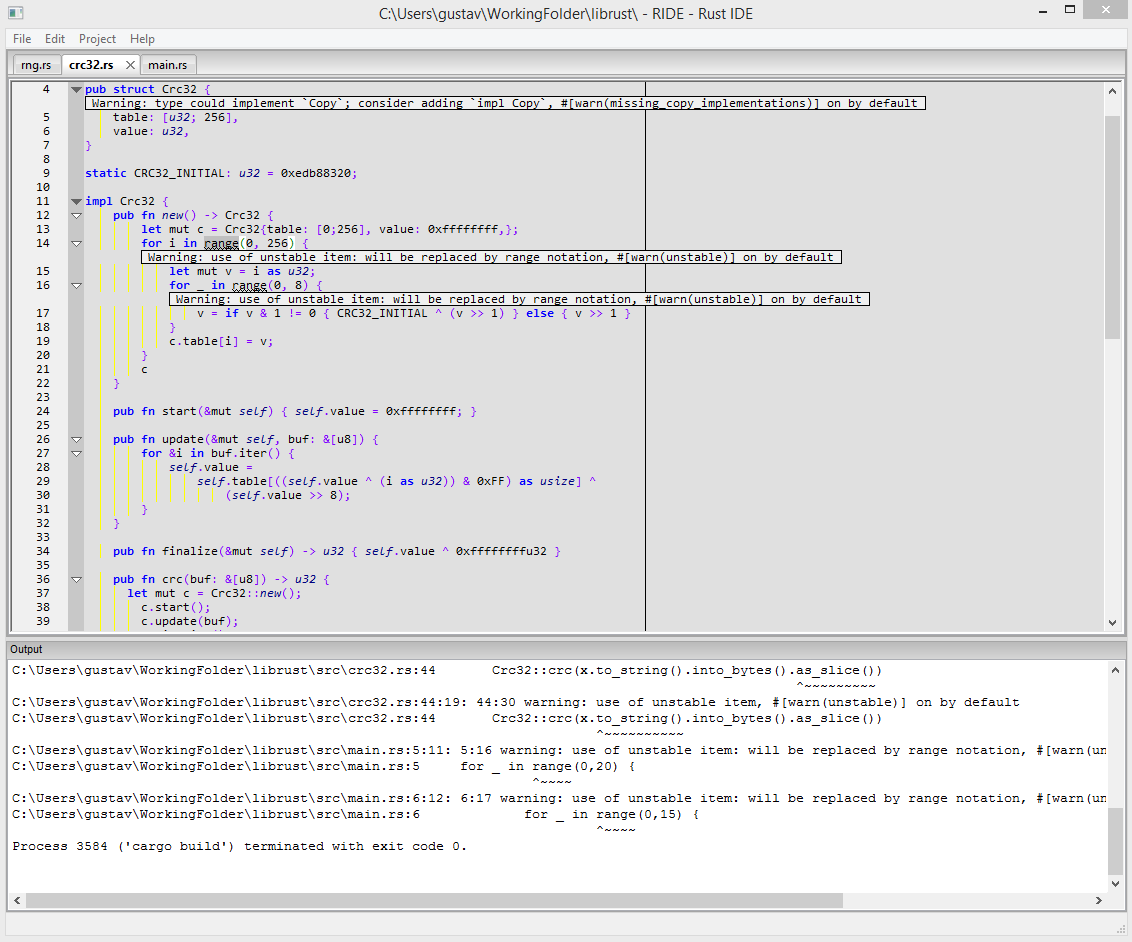 C:\Users\gustav\WorkingFolder\librust\ - RIDE - Rust IDE
File Edit Project Help
rng.rs crc32.rs main.rs
4 pub struct Crc32 {
Warning: type could implement `Copy`; consider adding `impl Copy`, #[warn(missing_copy_implementations)] on by default
5 table: [u32; 256],
6 value: u32,
7 }
8
9 static CRC32_INITIAL: u32 = 0xedb88320;
10
11 impl Crc32 {
12 pub fn new() -> Crc32 {
13 let mut c = Crc32{table: [0;256], value: 0xffffffff,};
14 for i in range(0, 256) {
Warning: use of unstable item: will be replaced by range notation, #[warn(unstable)] on by default
15 let mut v = i as u32;
16 for _ in range(0, 8) {
Warning: use of unstable item: will be replaced by range notation, #[warn(unstable)] on by default
17 v = if v & 1 != 0 { CRC32_INITIAL ^ (v >> 1) } else { v >> 1 }
18 }
19 c.table[i] = v;
20 }
21 c
22 }
23
24 pub fn start(&mut self) { self.value = 0xffffffff; }
25
26 pub fn update(&mut self, buf: &[u8]) {
27 for &i in buf.iter() {
28 self.value =
29 self.table[((self.value ^ (i as u32)) & 0xFF) as usize] ^
30 (self.value >> 8);
31 }
32 }
33
34 pub fn finalize(&mut self) -> u32 { self.value ^ 0xffffffffu32 }
35
36 pub fn crc(buf: &[u8]) -> u32 {
37 let mut c = Crc32::new();
38 c.start();
39 c.update(buf);
Output
C:\Users\gustav\WorkingFolder\librust\src\crc32.rs:44 Crc32::crc(x.to_string().into_bytes().as_slice())
^~~~~~~~~~
C:\Users\gustav\WorkingFolder\librust\src\crc32.rs:44:19: 44:30 warning: use of unstable item, #[warn(unstable)] on by default
C:\Users\gustav\WorkingFolder\librust\src\crc32.rs:44 Crc32::crc(x.to_string().into_bytes().as_slice())
^~~~~~~~~~~
C:\Users\gustav\WorkingFolder\librust\src\main.rs:5:11: 5:16 warning: use of unstable item: will be replaced by range notation, #[warn(un
C:\Users\gustav\WorkingFolder\librust\src\main.rs:5 for _ in range(0,20) {
^~~~~
C:\Users\gustav\WorkingFolder\librust\src\main.rs:6:12: 6:17 warning: use of unstable item: will be replaced by range notation, #[warn(un
C:\Users\gustav\WorkingFolder\librust\src\main.rs:6 for _ in range(0,15) {
^~~~~
Process 3584 ('cargo build') terminated with exit code 0.